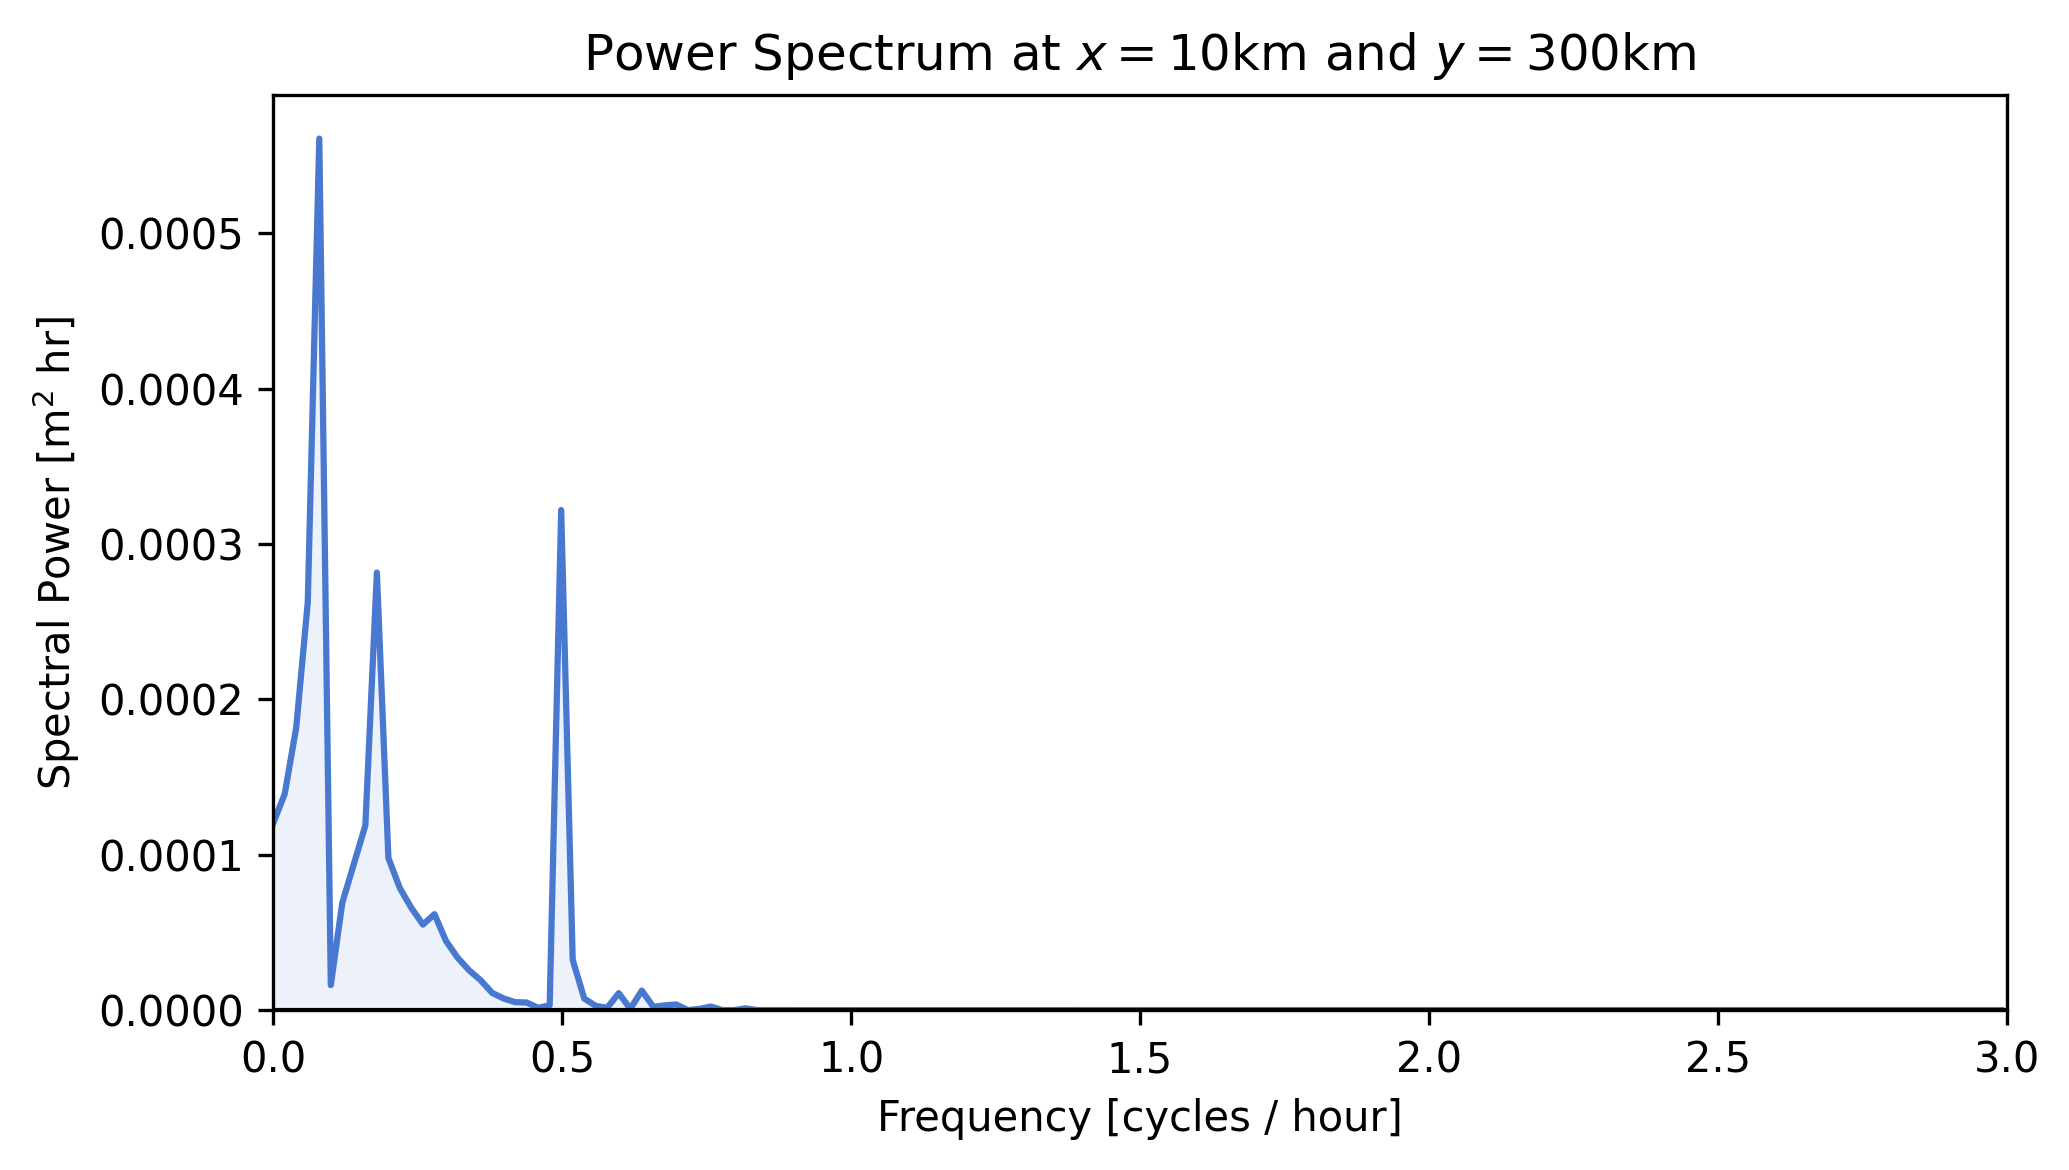 Power Spectrum at x = 10km and y = 300km
Spectral Power [m² hr]
0.0005
0.0004
0.0003
0.0002
0.0001
0.0000
0.0 0.5 1.0 1.5 2.0 2.5 3.0
Frequency [cycles / hour]